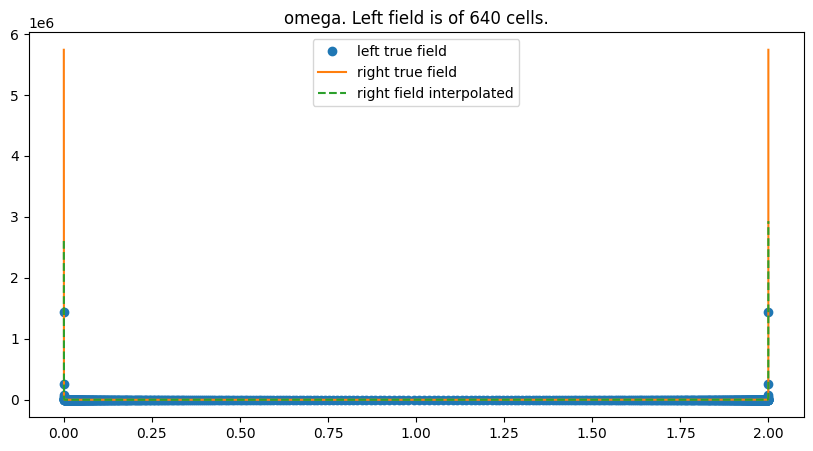 omega. Left field is of 640 cells.
1e6
left true field
right true field
right field interpolated
6
5
4
3
2
1
0
0.00 0.25 0.50 0.75 1.00 1.25 1.50 1.75 2.00